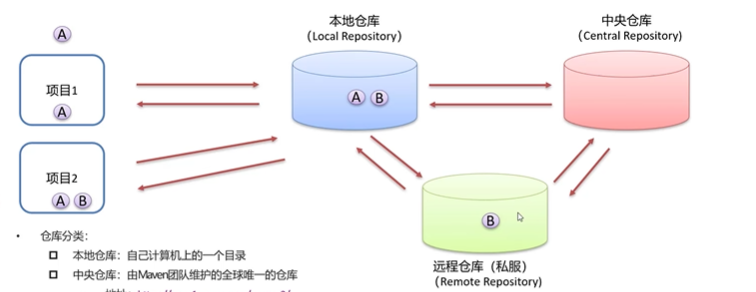 本地仓库
(Local Repository)
中央仓库
(Central Repository)
A
项目1
A
A B
项目2
A B
B
远程仓库（私服）
(Remote Repository)
• 仓库分类：
本地仓库：自己计算机上的一个目录
中央仓库：由Maven团队维护的全球唯一的仓库